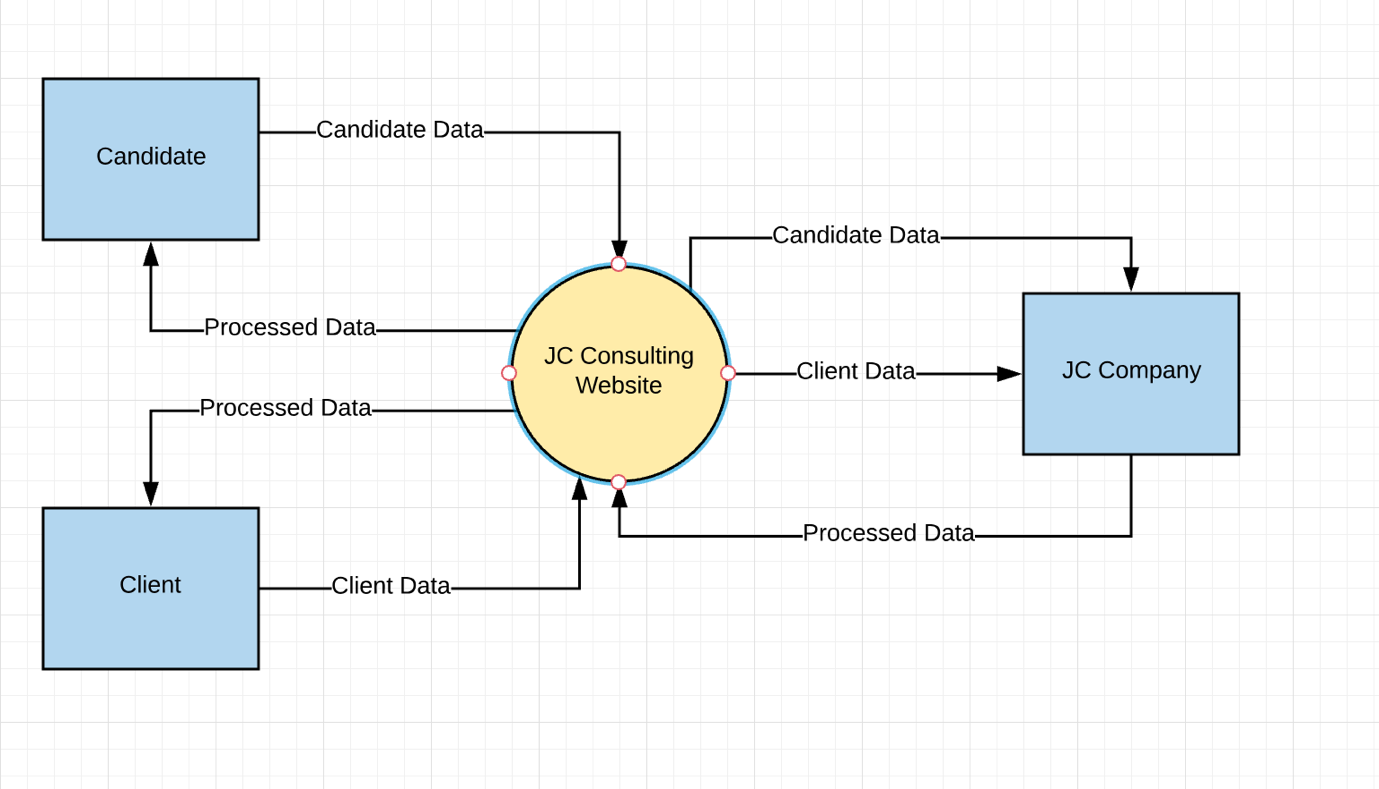 Candidate Data
Candidate
Candidate Data
Processed Data
JC Consulting
Website
Client Data
JC Company
Processed Data
Processed Data
Client
Client Data